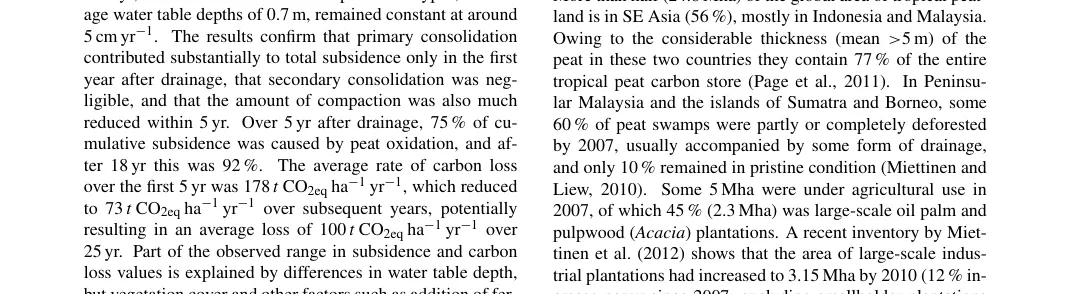 age water table depths of 0.7 m, remained constant at around
5 cm yr⁻¹. The results confirm that primary consolidation
contributed substantially to total subsidence only in the first
year after drainage, that secondary consolidation was neg-
ligible, and that the amount of compaction was also much
reduced within 5 yr. Over 5 yr after drainage, 75 % of cu-
mulative subsidence was caused by peat oxidation, and af-
ter 18 yr this was 92 %. The average rate of carbon loss
over the first 5 yr was 178 t CO₂eq ha⁻¹ yr⁻¹, which reduced
to 73 t CO₂eq ha⁻¹ yr⁻¹ over subsequent years, potentially
resulting in an average loss of 100 t CO₂eq ha⁻¹ yr⁻¹ over
25 yr. Part of the observed range in subsidence and carbon
loss values is explained by differences in water table depth,
but vegetation cover and other factors such as addition of fer-
land is in SE Asia (56 %), mostly in Indonesia and Malaysia.
Owing to the considerable thickness (mean >5 m) of the
peat in these two countries they contain 77 % of the entire
tropical peat carbon store (Page et al., 2011). In Peninsu-
lar Malaysia and the islands of Sumatra and Borneo, some
60 % of peat swamps were partly or completely deforested
by 2007, usually accompanied by some form of drainage,
and only 10 % remained in pristine condition (Miettinen and
Liew, 2010). Some 5 Mha were under agricultural use in
2007, of which 45 % (2.3 Mha) was large-scale oil palm and
pulpwood (Acacia) plantations. A recent inventory by Miet-
tinen et al. (2012) shows that the area of large-scale indus-
trial plantations had increased to 3.15 Mha by 2010 (12 % in-